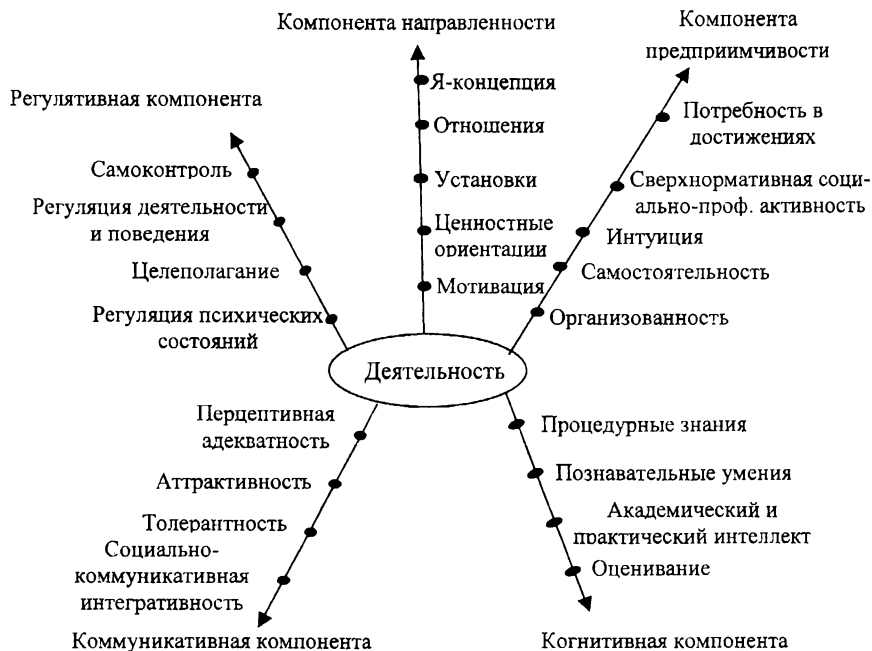 Компонента направленности
Я-концепция
Отношения
Установки
Ценностные
ориентации
Мотивация
Компонента
предприимчивости
Потребность в
достижениях
Сверхнормативная соци-
ально-проф. активность
Интуиция
Самостоятельность
Организованность
Регулятивная компонента
Самоконтроль
Регуляция деятельности
и поведения
Целеполагание
Регуляция психических
состояний
Деятельность
Перцептивная
адекватность
Аттрактивность
Толерантность
Социально-
коммуникативная
интегративность
Коммуникативная компонента
Процедурные знания
Познавательные умения
Академический и
практический интеллект
Оценивание
Когнитивная компонента